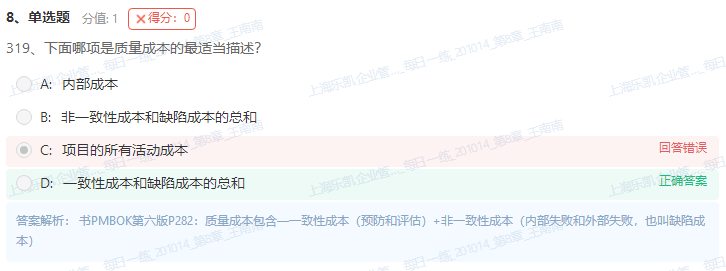 8、单选题 分值: 1 ✕得分：0
319、下面哪项是质量成本的最适当描述?
A: 内部成本
B: 非一致性成本和缺陷成本的总和
C: 项目的所有活动成本 回答错误
D: 一致性成本和缺陷成本的总和 正确答案
答案解析： 书PMBOK第六版P282：质量成本包含—一致性成本（预防和评估）+非一致性成本（内部失败和外部失败，也叫缺陷成
本）
上海乐凯企业管..._每日一练_201014_第8章_王南南